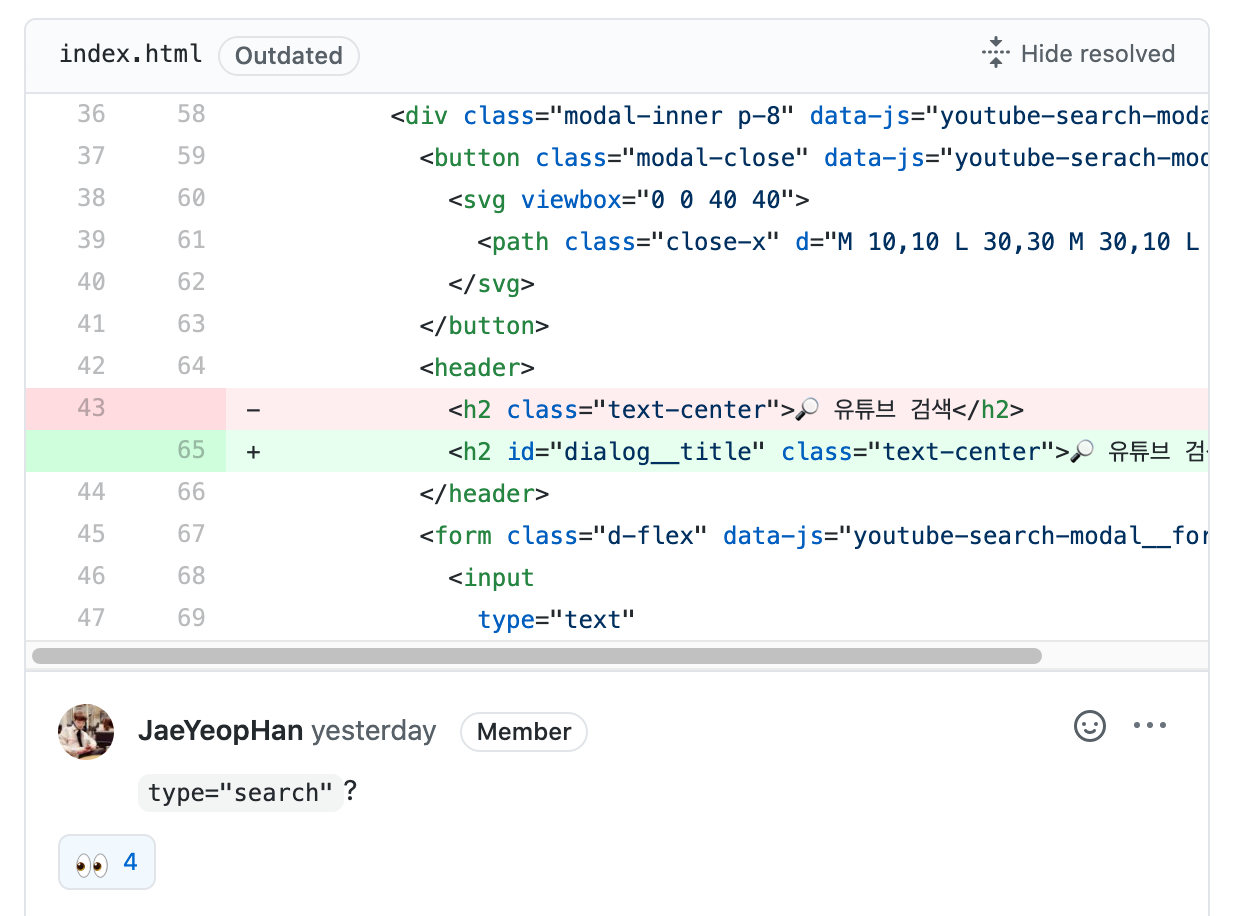 index.html Outdated Hide resolved
36 58 <div class="modal-inner p-8" data-js="youtube-search-moda
37 59 <button class="modal-close" data-js="youtube-serach-mod
38 60 <svg viewbox="0 0 40 40">
39 61 <path class="close-x" d="M 10,10 L 30,30 M 30,10 L
40 62 </svg>
41 63 </button>
42 64 <header>
43 - <h2 class="text-center">🔎 유튜브 검색</h2>
65 + <h2 id="dialog__title" class="text-center">🔎 유튜브 검
44 66 </header>
45 67 <form class="d-flex" data-js="youtube-search-modal__for
46 68 <input
47 69 type="text"
JaeYeopHan yesterday Member
type="search"?
👀 4